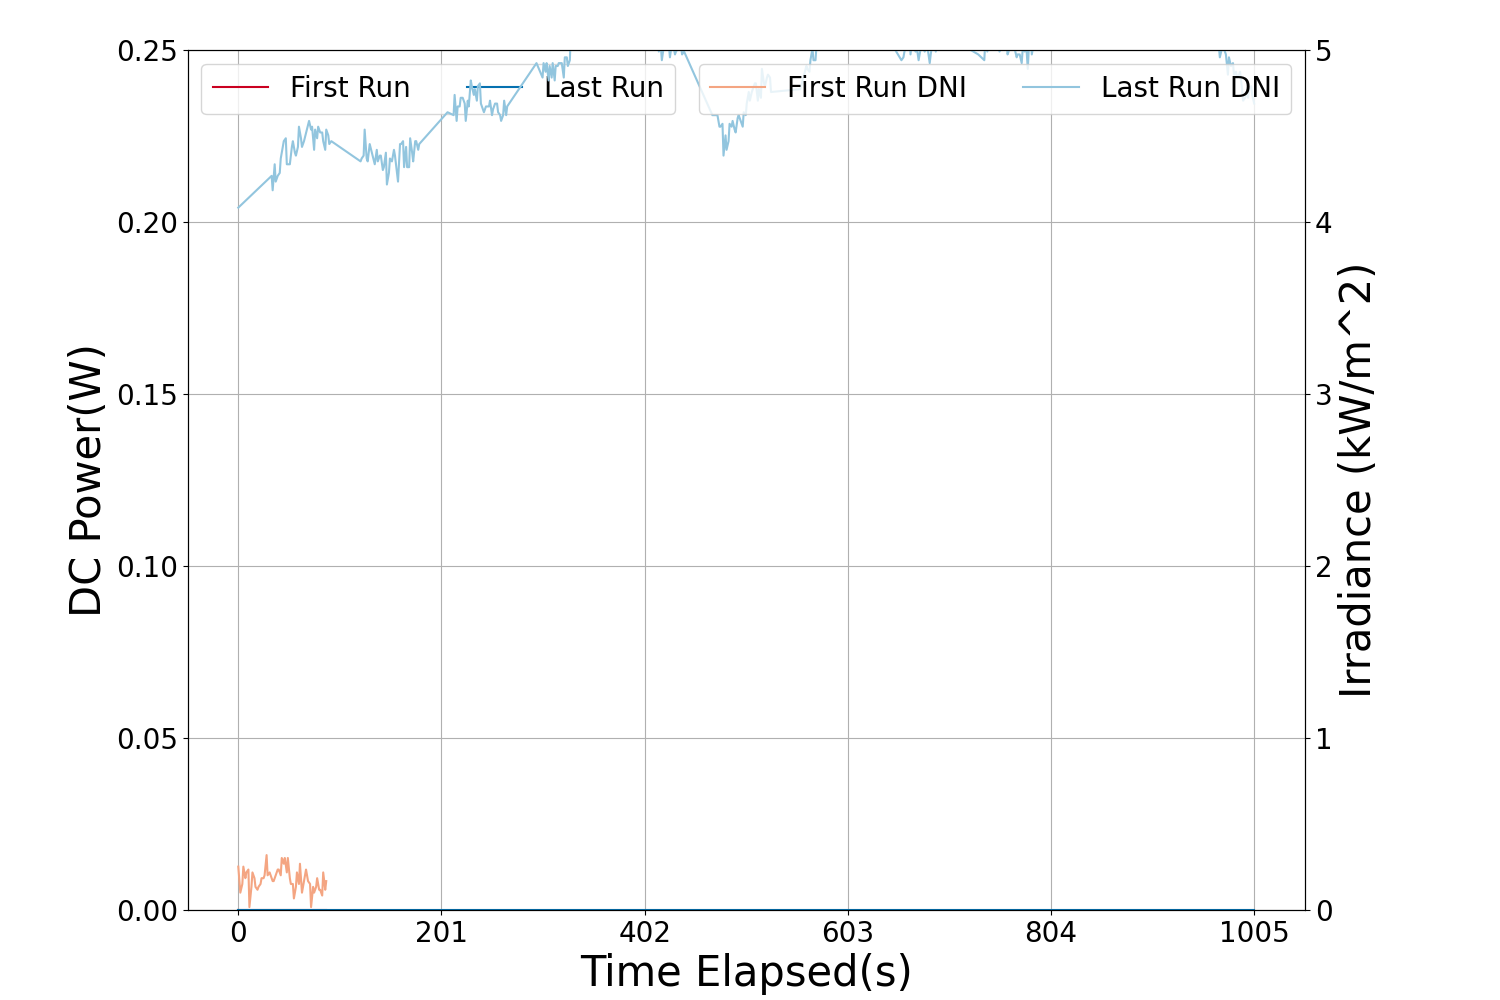 0.25
0.20
0.15
0.10
0.05
0.00
DC Power(W)
First Run
Last Run
First Run DNI
Last Run DNI
5
4
3
2
1
0
Irradiance (kW/m^2)
0
201
402
603
804
1005
Time Elapsed(s)